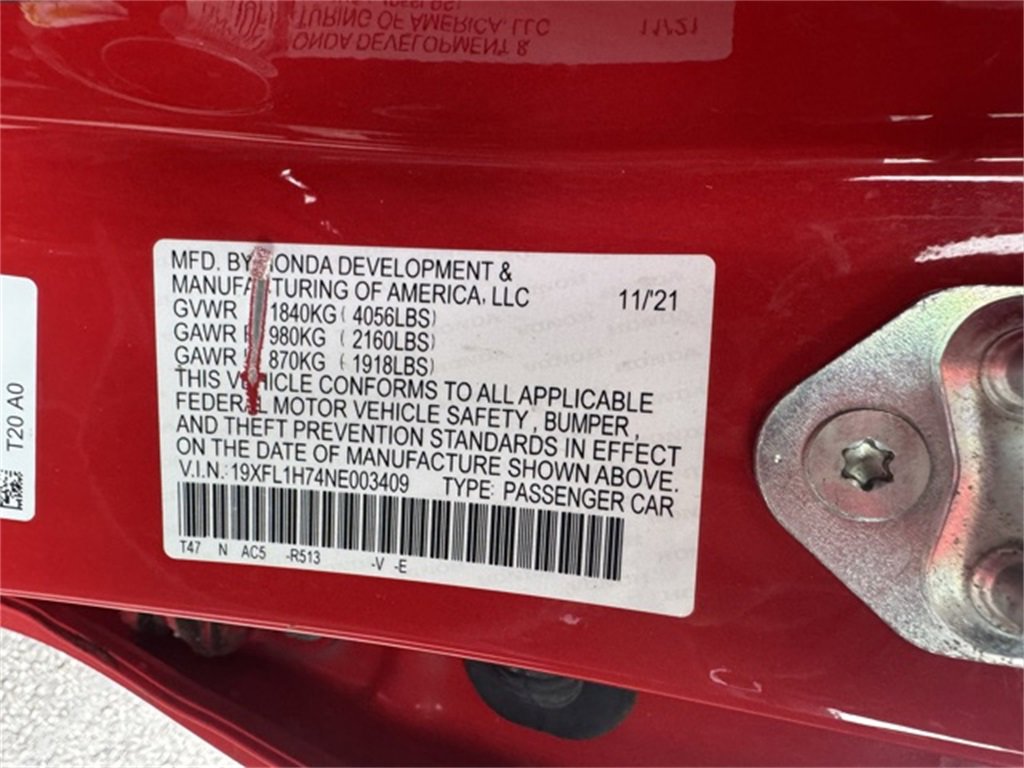 MFD. BY HONDA DEVELOPMENT &
MANUFACTURING OF AMERICA, LLC 11/'21
GVWR 1840KG ( 4056LBS)
GAWR F 980KG ( 2160LBS)
GAWR 870KG ( 1918LBS)
THIS VEHICLE CONFORMS TO ALL APPLICABLE
FEDERAL MOTOR VEHICLE SAFETY, BUMPER,
AND THEFT PREVENTION STANDARDS IN EFFECT
ON THE DATE OF MANUFACTURE SHOWN ABOVE.
V.I.N.: 19XFL1H74NE003409 TYPE: PASSENGER CAR
T47 N AC5 -R513 -V -E
T20 A0